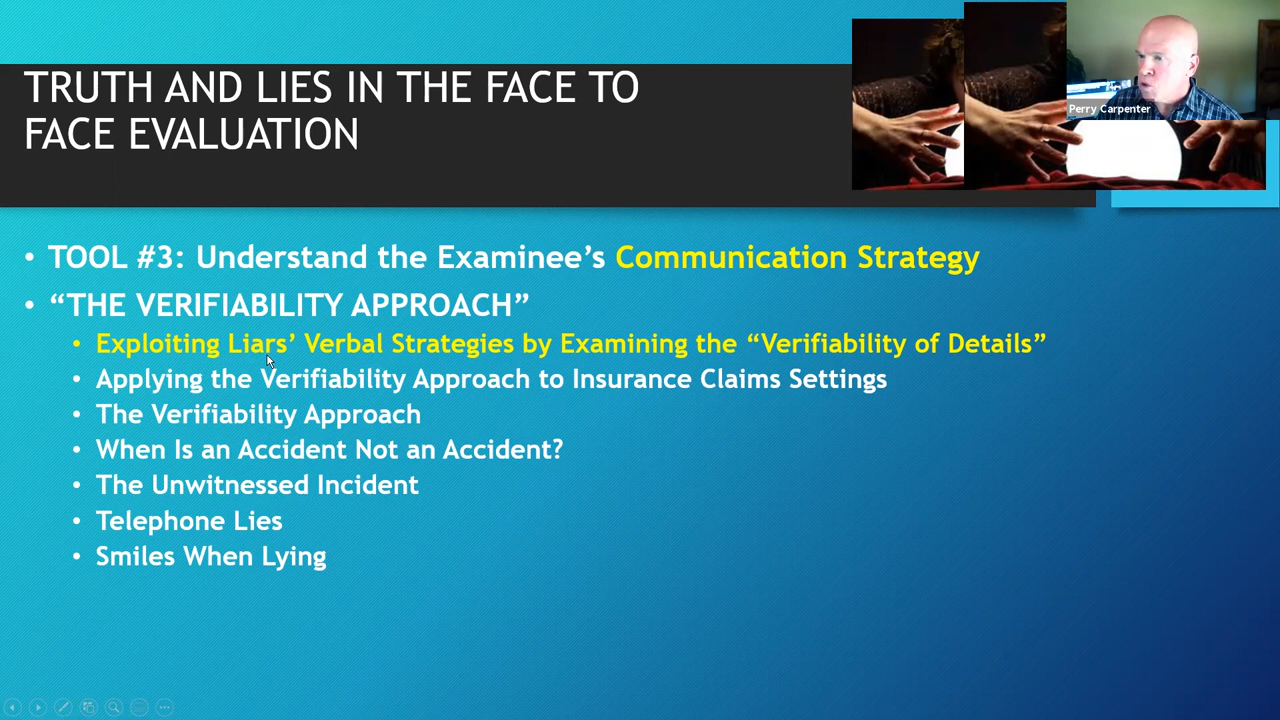 TRUTH AND LIES IN THE FACE TO
FACE EVALUATION
Perry Carpenter
• TOOL #3: Understand the Examinee’s Communication Strategy
• “THE VERIFIABILITY APPROACH”
• Exploiting Liars’ Verbal Strategies by Examining the “Verifiability of Details”
• Applying the Verifiability Approach to Insurance Claims Settings
• The Verifiability Approach
• When Is an Accident Not an Accident?
• The Unwitnessed Incident
• Telephone Lies
• Smiles When Lying